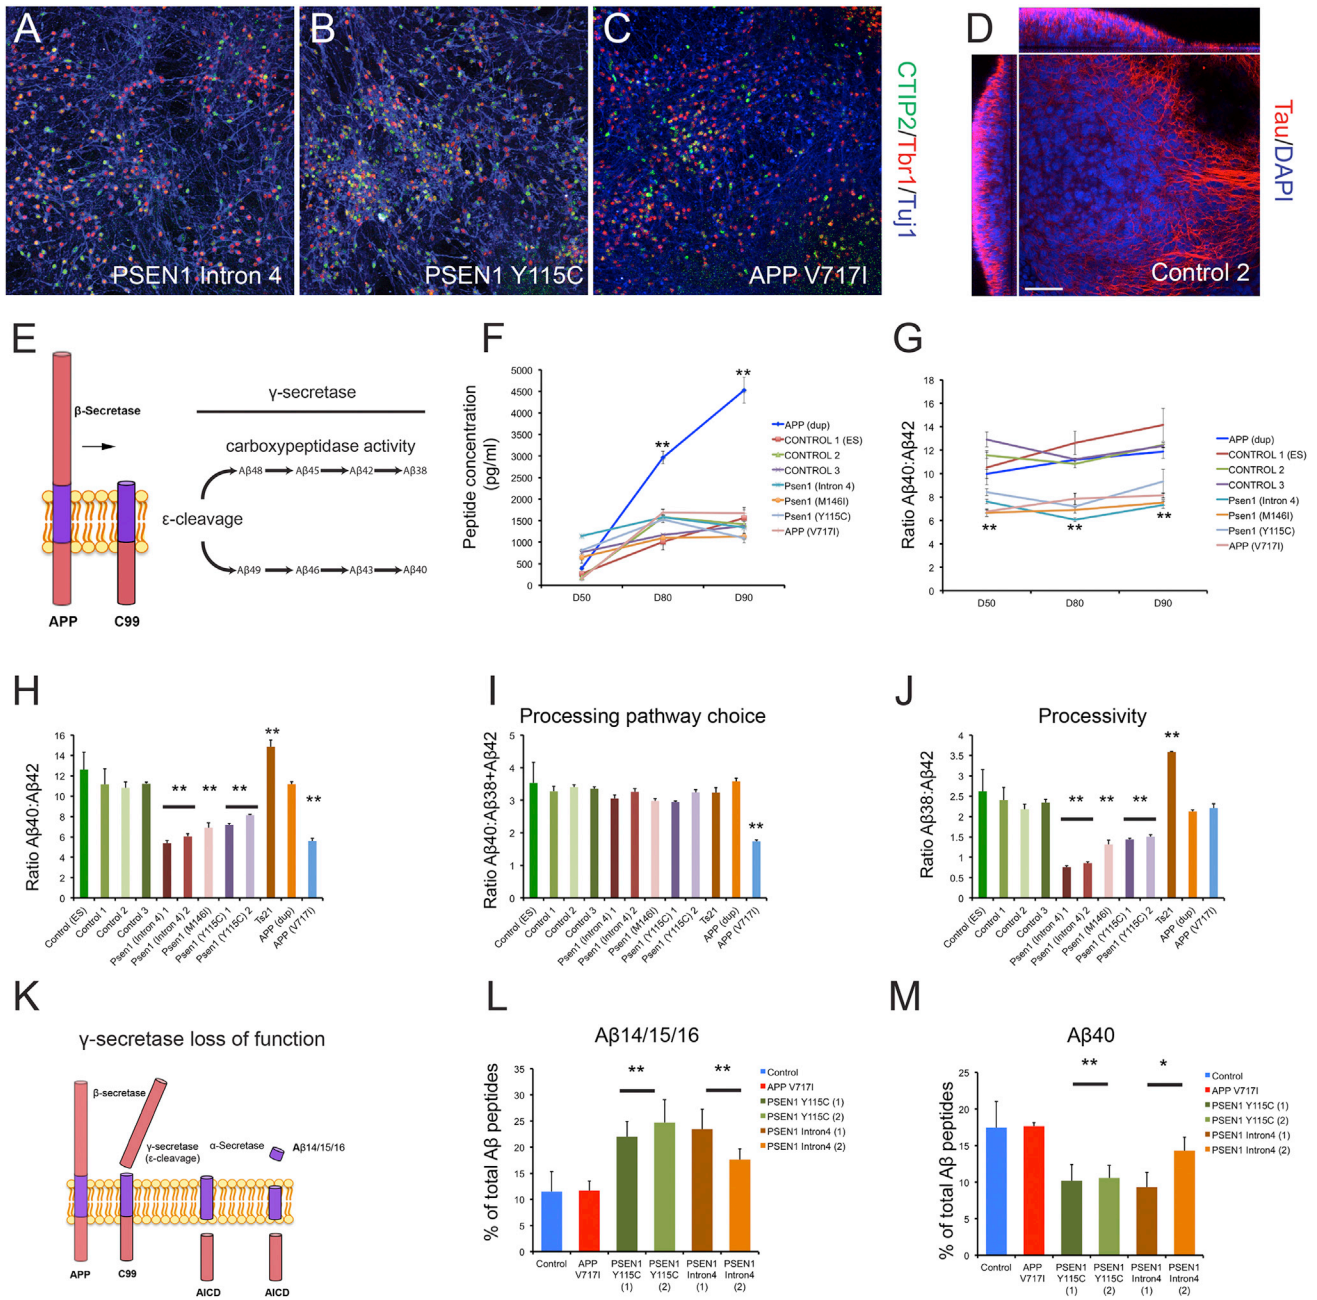 A
B
C
D
PSEN1 Intron 4
PSEN1 Y115C
APP V717I
CTIP2/Tbr1/Tuj1
Control 2
Tau/DAPI
E
β-Secretase
γ-secretase
carboxypeptidase activity
Aβ48
Aβ45
Aβ42
Aβ38
ε-cleavage
Aβ49
Aβ46
Aβ43
Aβ40
APP
C99
F
Peptide concentration
(pg/ml)
5000
4500
4000
3500
3000
2500
2000
1500
1000
500
0
**
**
D50
D80
D90
APP (dup)
CONTROL 1 (ES)
CONTROL 2
CONTROL 3
Psen1 (Intron 4)
Psen1 (M146I)
Psen1 (Y115C)
APP (V717I)
G
Ratio Aβ40:Aβ42
18
16
14
12
10
8
6
4
2
0
**
**
**
D50
D80
D90
APP (dup)
CONTROL 1 (ES)
CONTROL 2
CONTROL 3
Psen1 (Intron 4)
Psen1 (M146I)
Psen1 (Y115C)
APP (V717I)
H
Ratio Aβ40:Aβ42
16
14
12
10
8
6
4
2
0
**
**
**
**
**
Control (ES)
Control 1
Control 2
Control 3
Psen1 (Intron 4) 1
Psen1 (Intron 4) 2
Psen1 (M146I)
Psen1 (Y115C) 1
Psen1 (Y115C) 2
Ts21
APP (dup)
APP (V717I)
I
Processing pathway choice
Ratio Aβ40:Aβ38+Aβ42
5
4
3
2
1
0
**
Control (ES)
Control 1
Control 2
Control 3
Psen1 (Intron 4) 1
Psen1 (Intron 4) 2
Psen1 (M146I)
Psen1 (Y115C) 1
Psen1 (Y115C) 2
Ts21
APP (dup)
APP (V717I)
J
Processivity
Ratio Aβ38:Aβ42
4
3.5
3
2.5
2
1.5
1
0.5
0
**
**
**
**
Control (ES)
Control 1
Control 2
Control 3
Psen1 (Intron 4) 1
Psen1 (Intron 4) 2
Psen1 (M146I)
Psen1 (Y115C) 1
Psen1 (Y115C) 2
Ts21
APP (dup)
APP (V717I)
K
γ-secretase loss of function
β-secretase
γ-secretase
(ε-cleavage)
α-Secretase
Aβ14/15/16
APP
C99
AICD
AICD
L
Aβ14/15/16
% of total Aβ peptides
35
30
25
20
15
10
5
0
**
**
Control
APP
V717I
PSEN1
Y115C
(1)
PSEN1
Y115C
(2)
PSEN1
Intron4
(1)
PSEN1
Intron4
(2)
Control
APP V717I
PSEN1 Y115C (1)
PSEN1 Y115C (2)
PSEN1 Intron4 (1)
PSEN1 Intron4 (2)
M
Aβ40
% of total Aβ peptides
25
20
15
10
5
0
**
*
Control
APP
V717I
PSEN1
Y115C
(1)
PSEN1
Y115C
(2)
PSEN1
Intron4
(1)
PSEN1
Intron4
(2)
Control
APP V717I
PSEN1 Y115C (1)
PSEN1 Y115C (2)
PSEN1 Intron4 (1)
PSEN1 Intron4 (2)